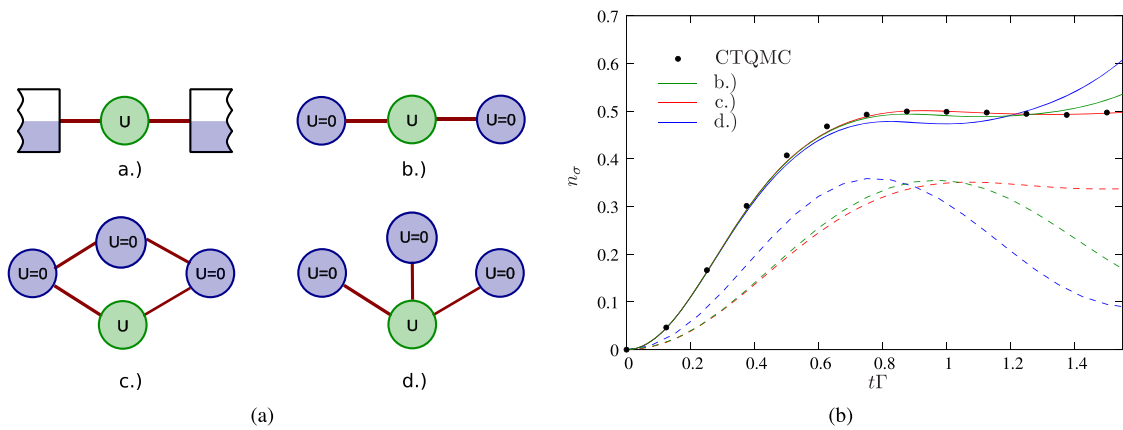 U
a.)
U=0 U U=0
b.)
U=0
U=0 U=0
U
c.)
U=0
U=0 U=0
U
d.)
(a)
0.7
0.6
0.5
0.4
0.3
0.2
0.1
0
nσ
CTQMC
b.)
c.)
d.)
0 0.2 0.4 0.6 0.8 1 1.2 1.4
tΓ
(b)